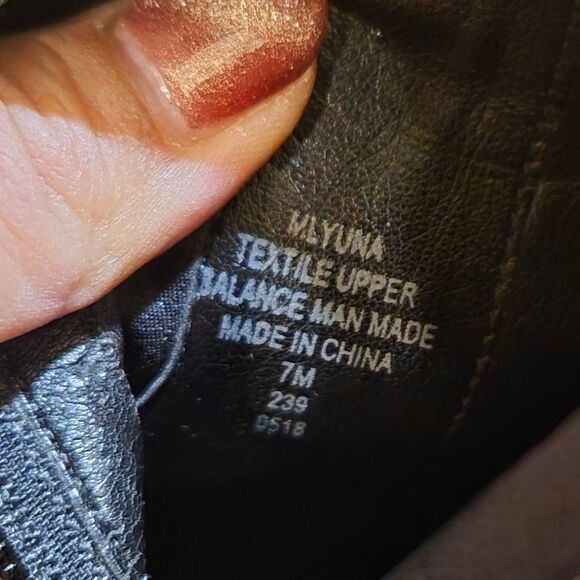 MLYUNA
TEXTILE UPPER
BALANCE MAN MADE
MADE IN CHINA
7M
239
0518